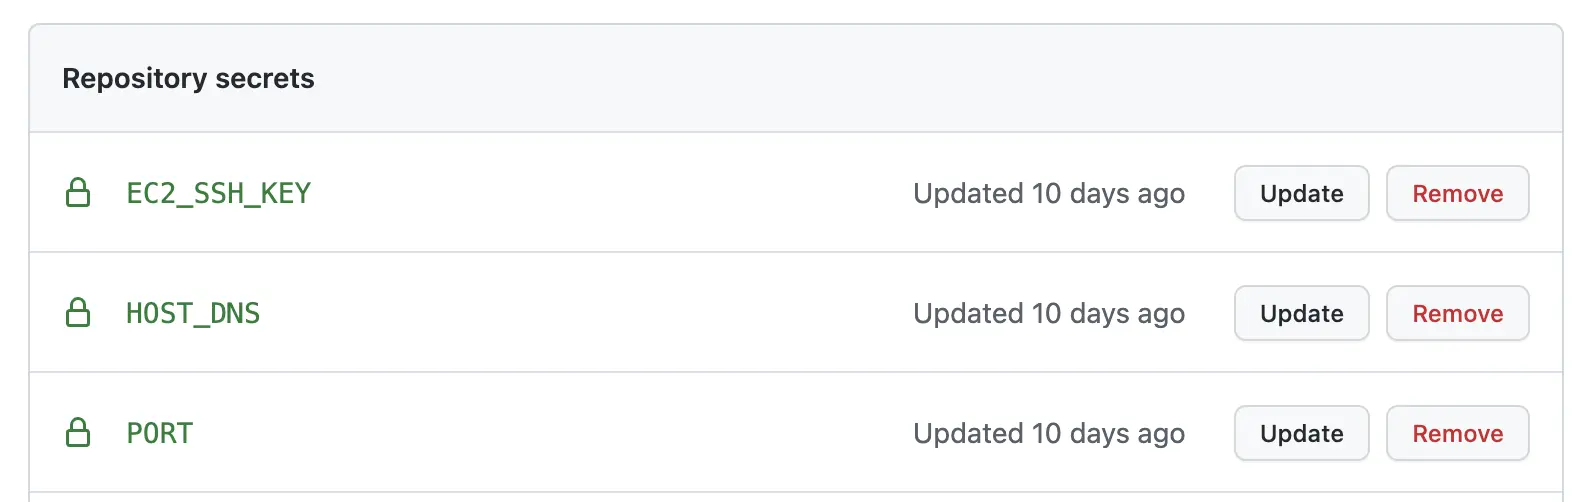 Repository secrets
EC2_SSH_KEY Updated 10 days ago Update Remove
HOST_DNS Updated 10 days ago Update Remove
PORT Updated 10 days ago Update Remove